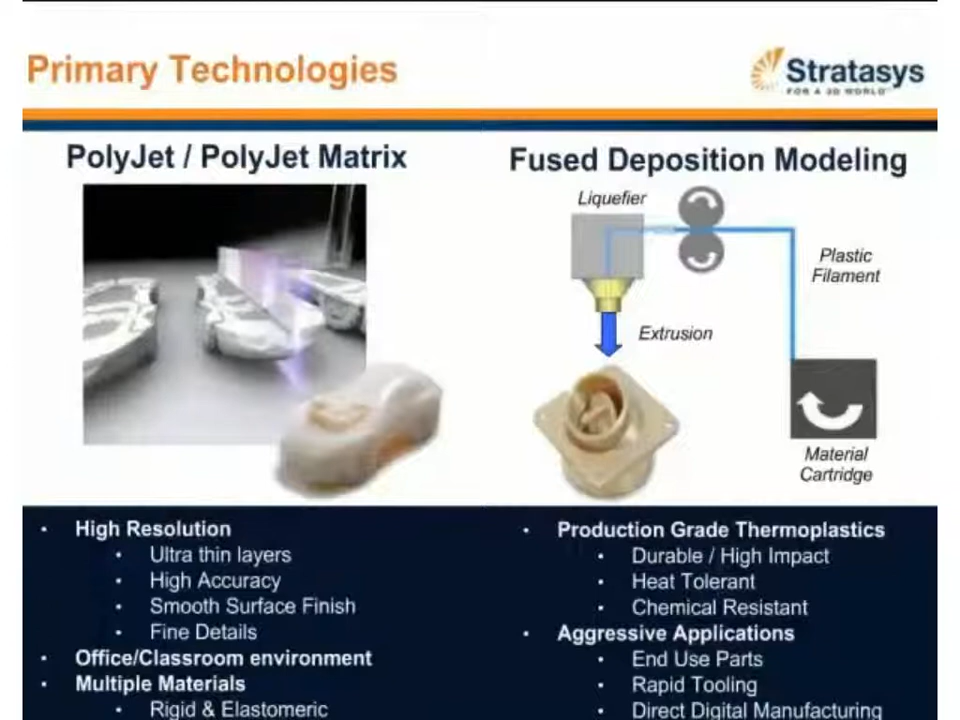 Primary Technologies
Stratasys
FOR A 3D WORLD
PolyJet / PolyJet Matrix
Fused Deposition Modeling
Liquefier
Plastic
Filament
Extrusion
Material
Cartridge
• High Resolution
• Ultra thin layers
• High Accuracy
• Smooth Surface Finish
• Fine Details
• Office/Classroom environment
• Multiple Materials
• Rigid & Elastomeric
• Production Grade Thermoplastics
• Durable / High Impact
• Heat Tolerant
• Chemical Resistant
• Aggressive Applications
• End Use Parts
• Rapid Tooling
• Direct Digital Manufacturing